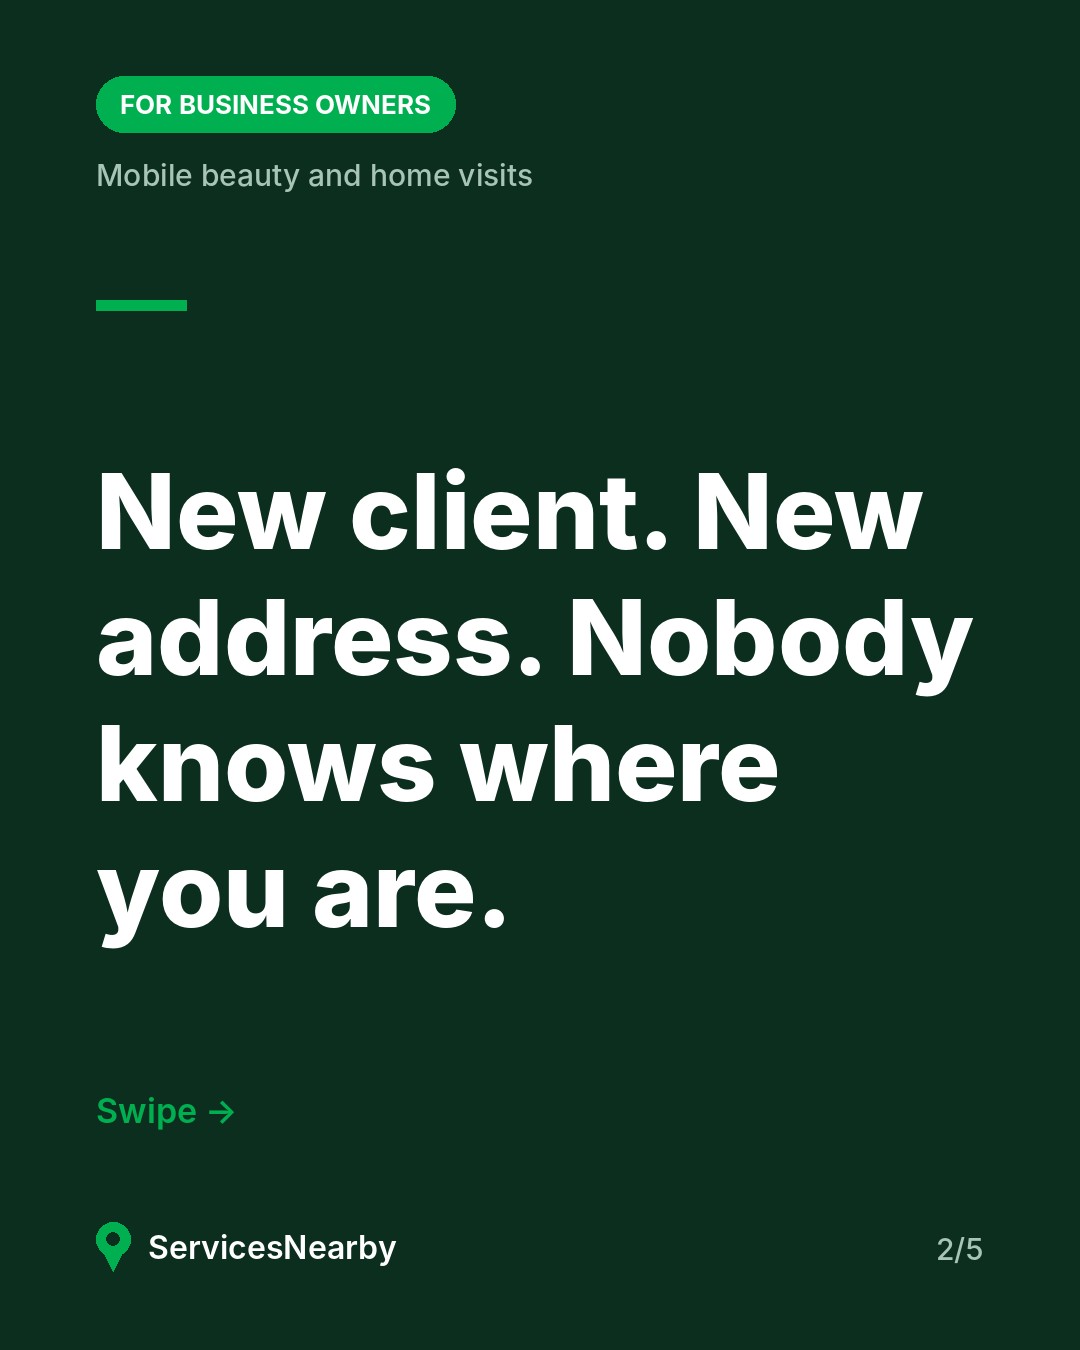 FOR BUSINESS OWNERS
Mobile beauty and home visits
New client. New
address. Nobody
knows where
you are.
Swipe →
ServicesNearby
2/5